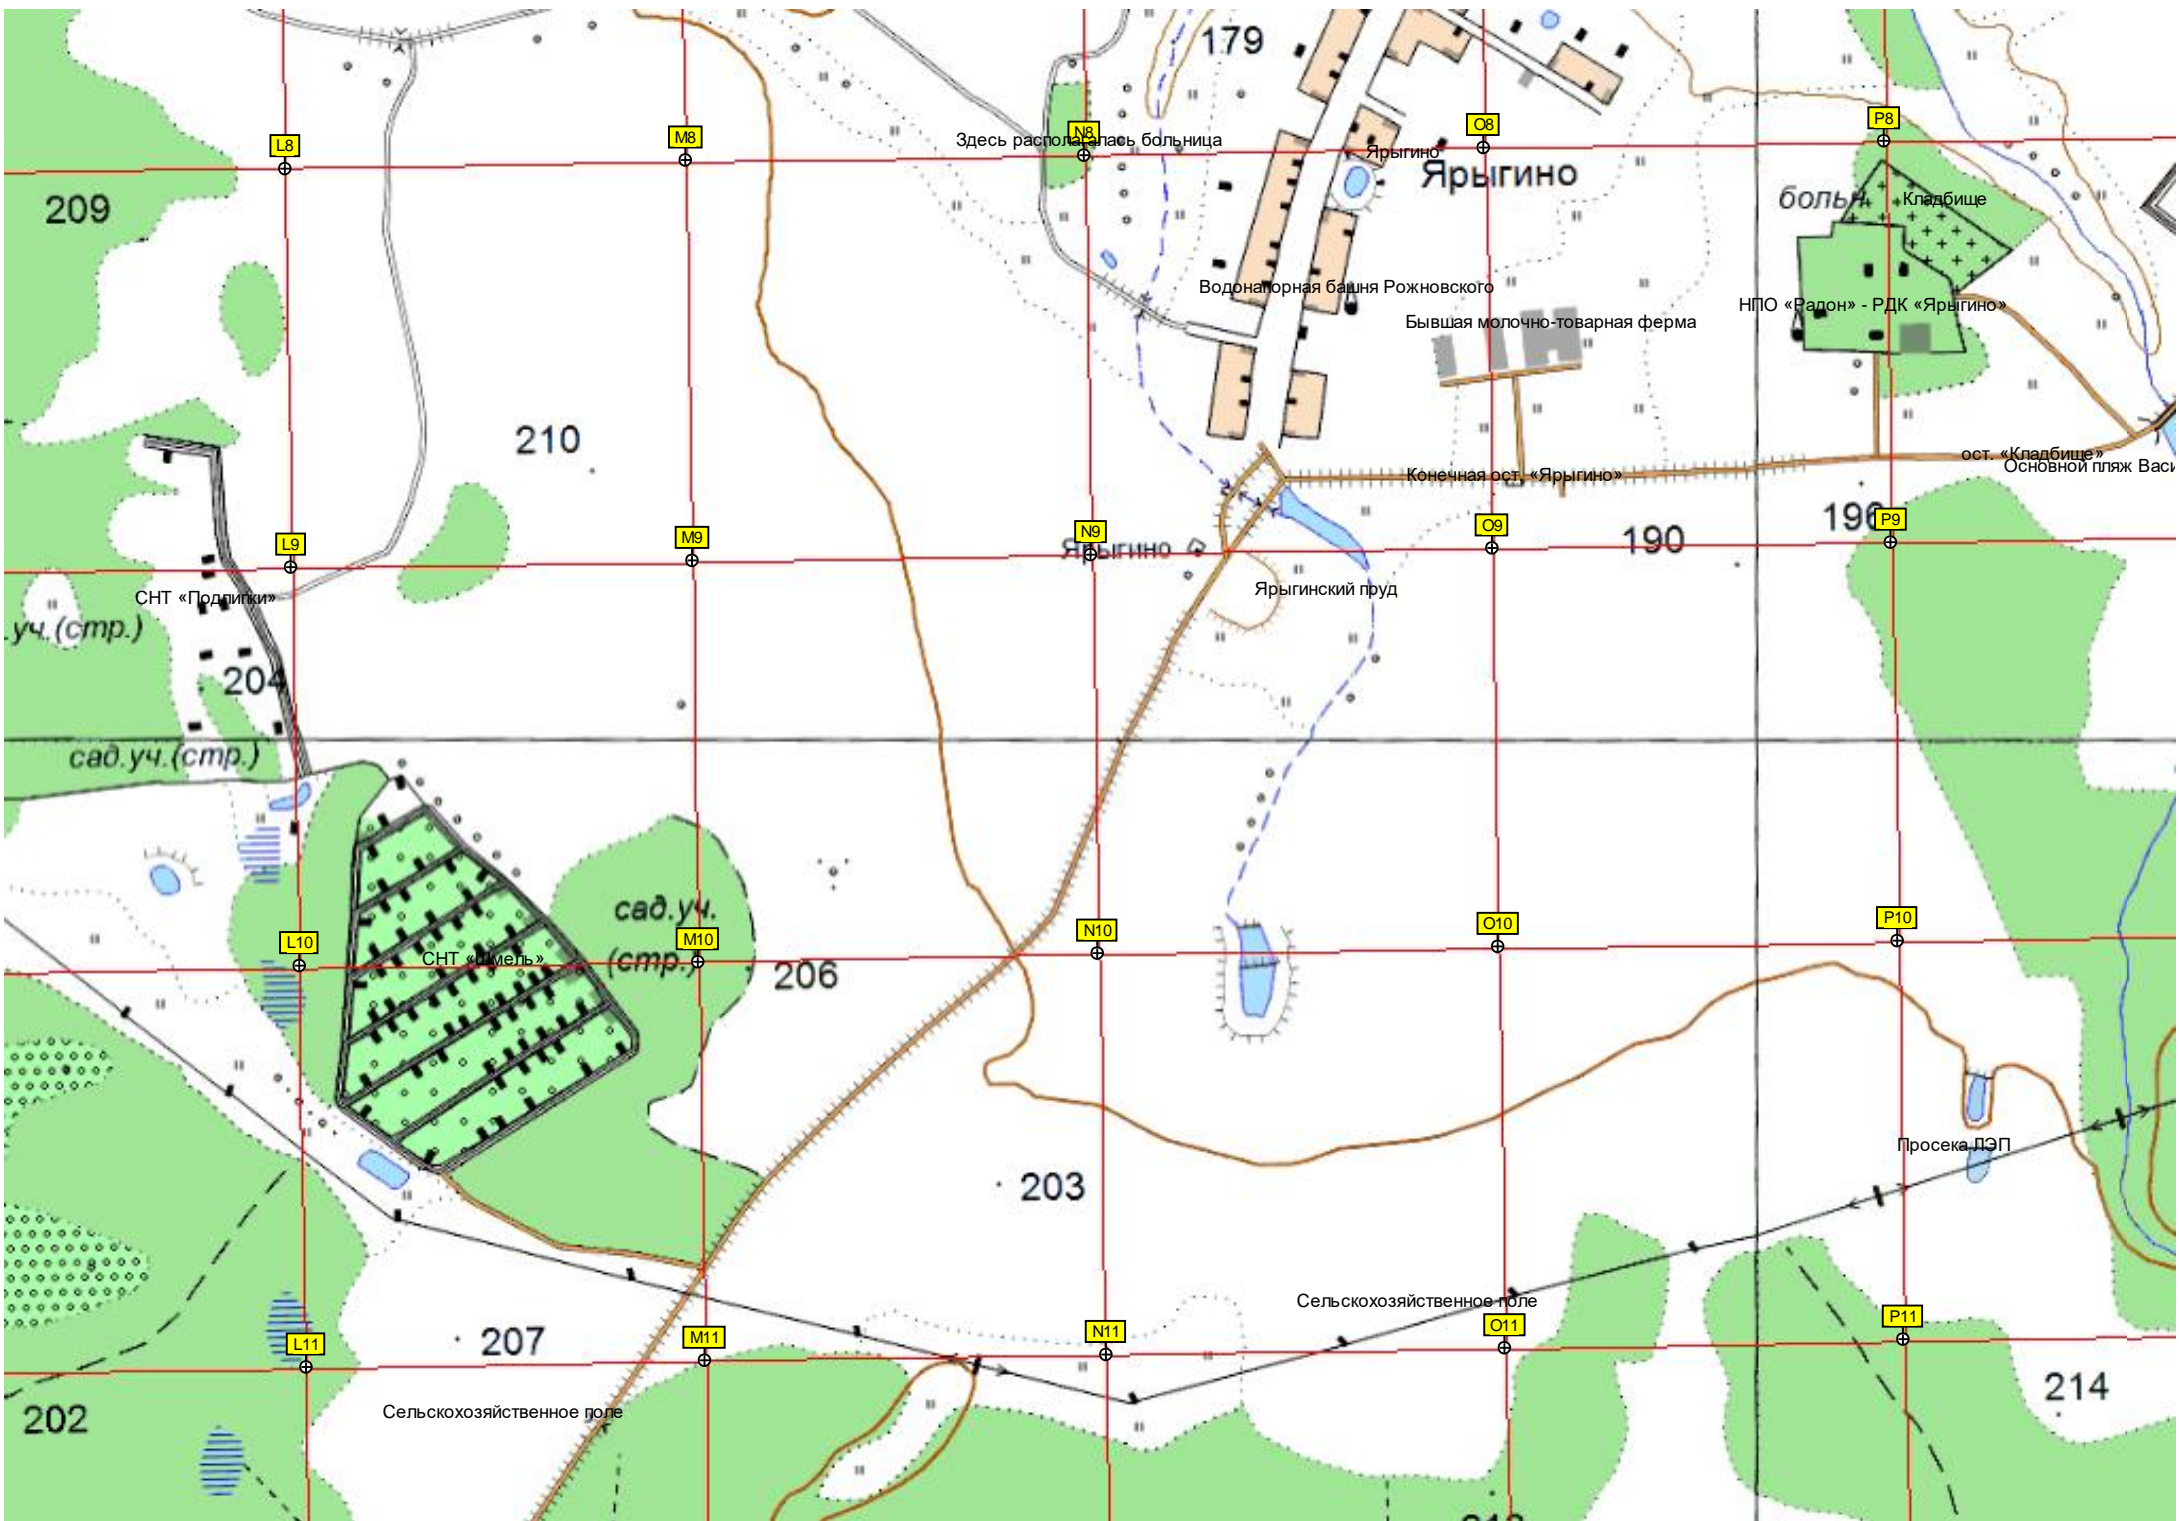 179
L8
M8
N8
O8
P8
Здесь располагалась больница
Ярыгино
Ярыгино
больн.
Кладбище
209
Водонапорная башня Рожновского
НПО «Радон» - РДК «Ярыгино»
Бывшая молочно-товарная ферма
210
ост. «Кладбище»
Основной пляж Васи
Конечная ост. «Ярыгино»
196
190
L9
M9
N9
O9
P9
Ярыгино
Ярыгинский пруд
СНТ «Подлипки»
уч.(стр.)
204
сад.уч.(стр.)
сад.уч.
(стр.)
L10
M10
N10
O10
P10
СНТ «Шмель»
206
Просека ЛЭП
203
Сельскохозяйственное поле
207
L11
M11
N11
O11
P11
214
Сельскохозяйственное поле
202